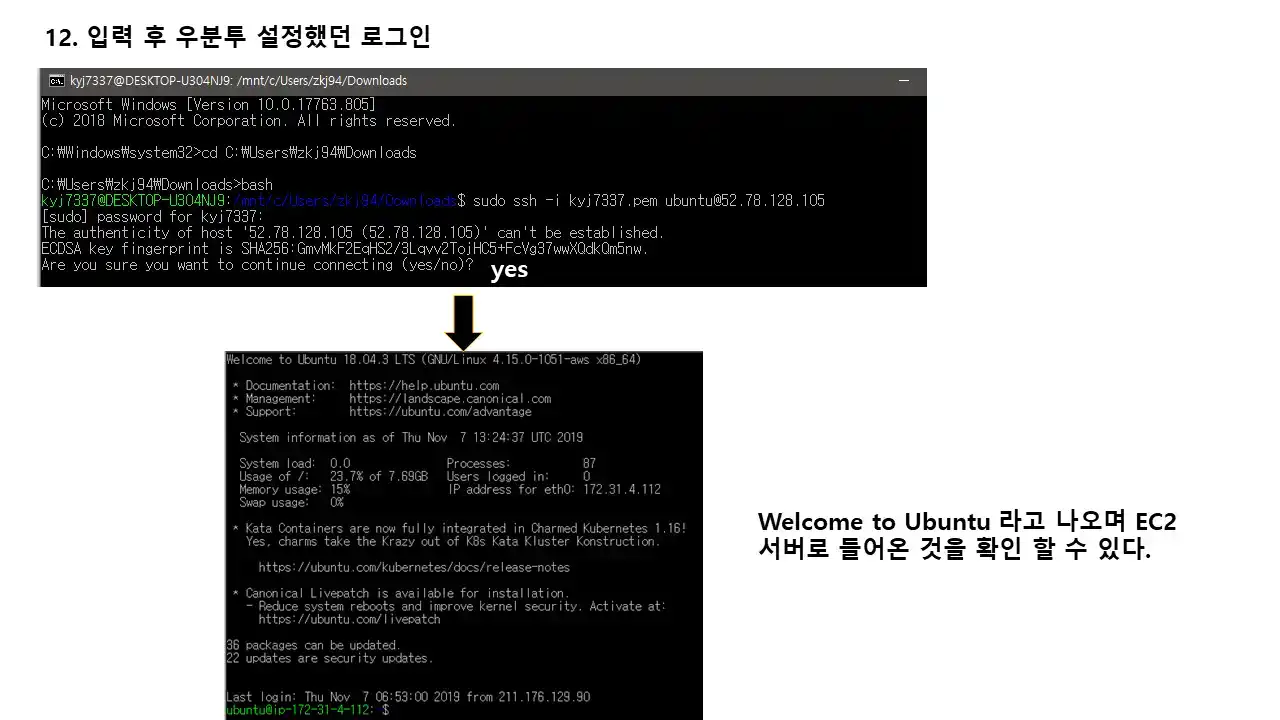 12. 입력 후 우분투 설정했던 로그인
kyj7337@DESKTOP-U304NJ9: /mnt/c/Users/zkj94/Downloads
Microsoft Windows [Version 10.0.17763.805]
(c) 2018 Microsoft Corporation. All rights reserved.
C:₩Windows₩system32>cd C:₩Users₩zkj94₩Downloads
C:₩Users₩zkj94₩Downloads>bash
kyj7337@DESKTOP-U304NJ9:/mnt/c/Users/zkj94/Downloads$ sudo ssh -i kyj7337.pem ubuntu@52.78.128.105
[sudo] password for kyj7337:
The authenticity of host '52.78.128.105 (52.78.128.105)' can't be established.
ECDSA key fingerprint is SHA256:GmvMkF2EqHS2/3Lqvv2TojHC5+FcVg37wwXQdkQm5nw.
Are you sure you want to continue connecting (yes/no)? yes
Welcome to Ubuntu 18.04.3 LTS (GNU/Linux 4.15.0-1051-aws x86_64)
* Documentation: https://help.ubuntu.com
* Management: https://landscape.canonical.com
* Support: https://ubuntu.com/advantage
System information as of Thu Nov 7 13:24:37 UTC 2019
System load: 0.0 Processes: 87
Usage of /: 23.7% of 7.69GB Users logged in: 0
Memory usage: 15% IP address for eth0: 172.31.4.112
Swap usage: 0%
* Kata Containers are now fully integrated in Charmed Kubernetes 1.16!
Yes, charms take the Krazy out of K8s Kata Kluster Konstruction.
https://ubuntu.com/kubernetes/docs/release-notes
* Canonical Livepatch is available for installation.
- Reduce system reboots and improve kernel security. Activate at:
https://ubuntu.com/livepatch
36 packages can be updated.
22 updates are security updates.
Last login: Thu Nov 7 06:53:00 2019 from 211.176.129.90
ubuntu@ip-172-31-4-112: $
Welcome to Ubuntu 라고 나오며 EC2
서버로 들어온 것을 확인 할 수 있다.